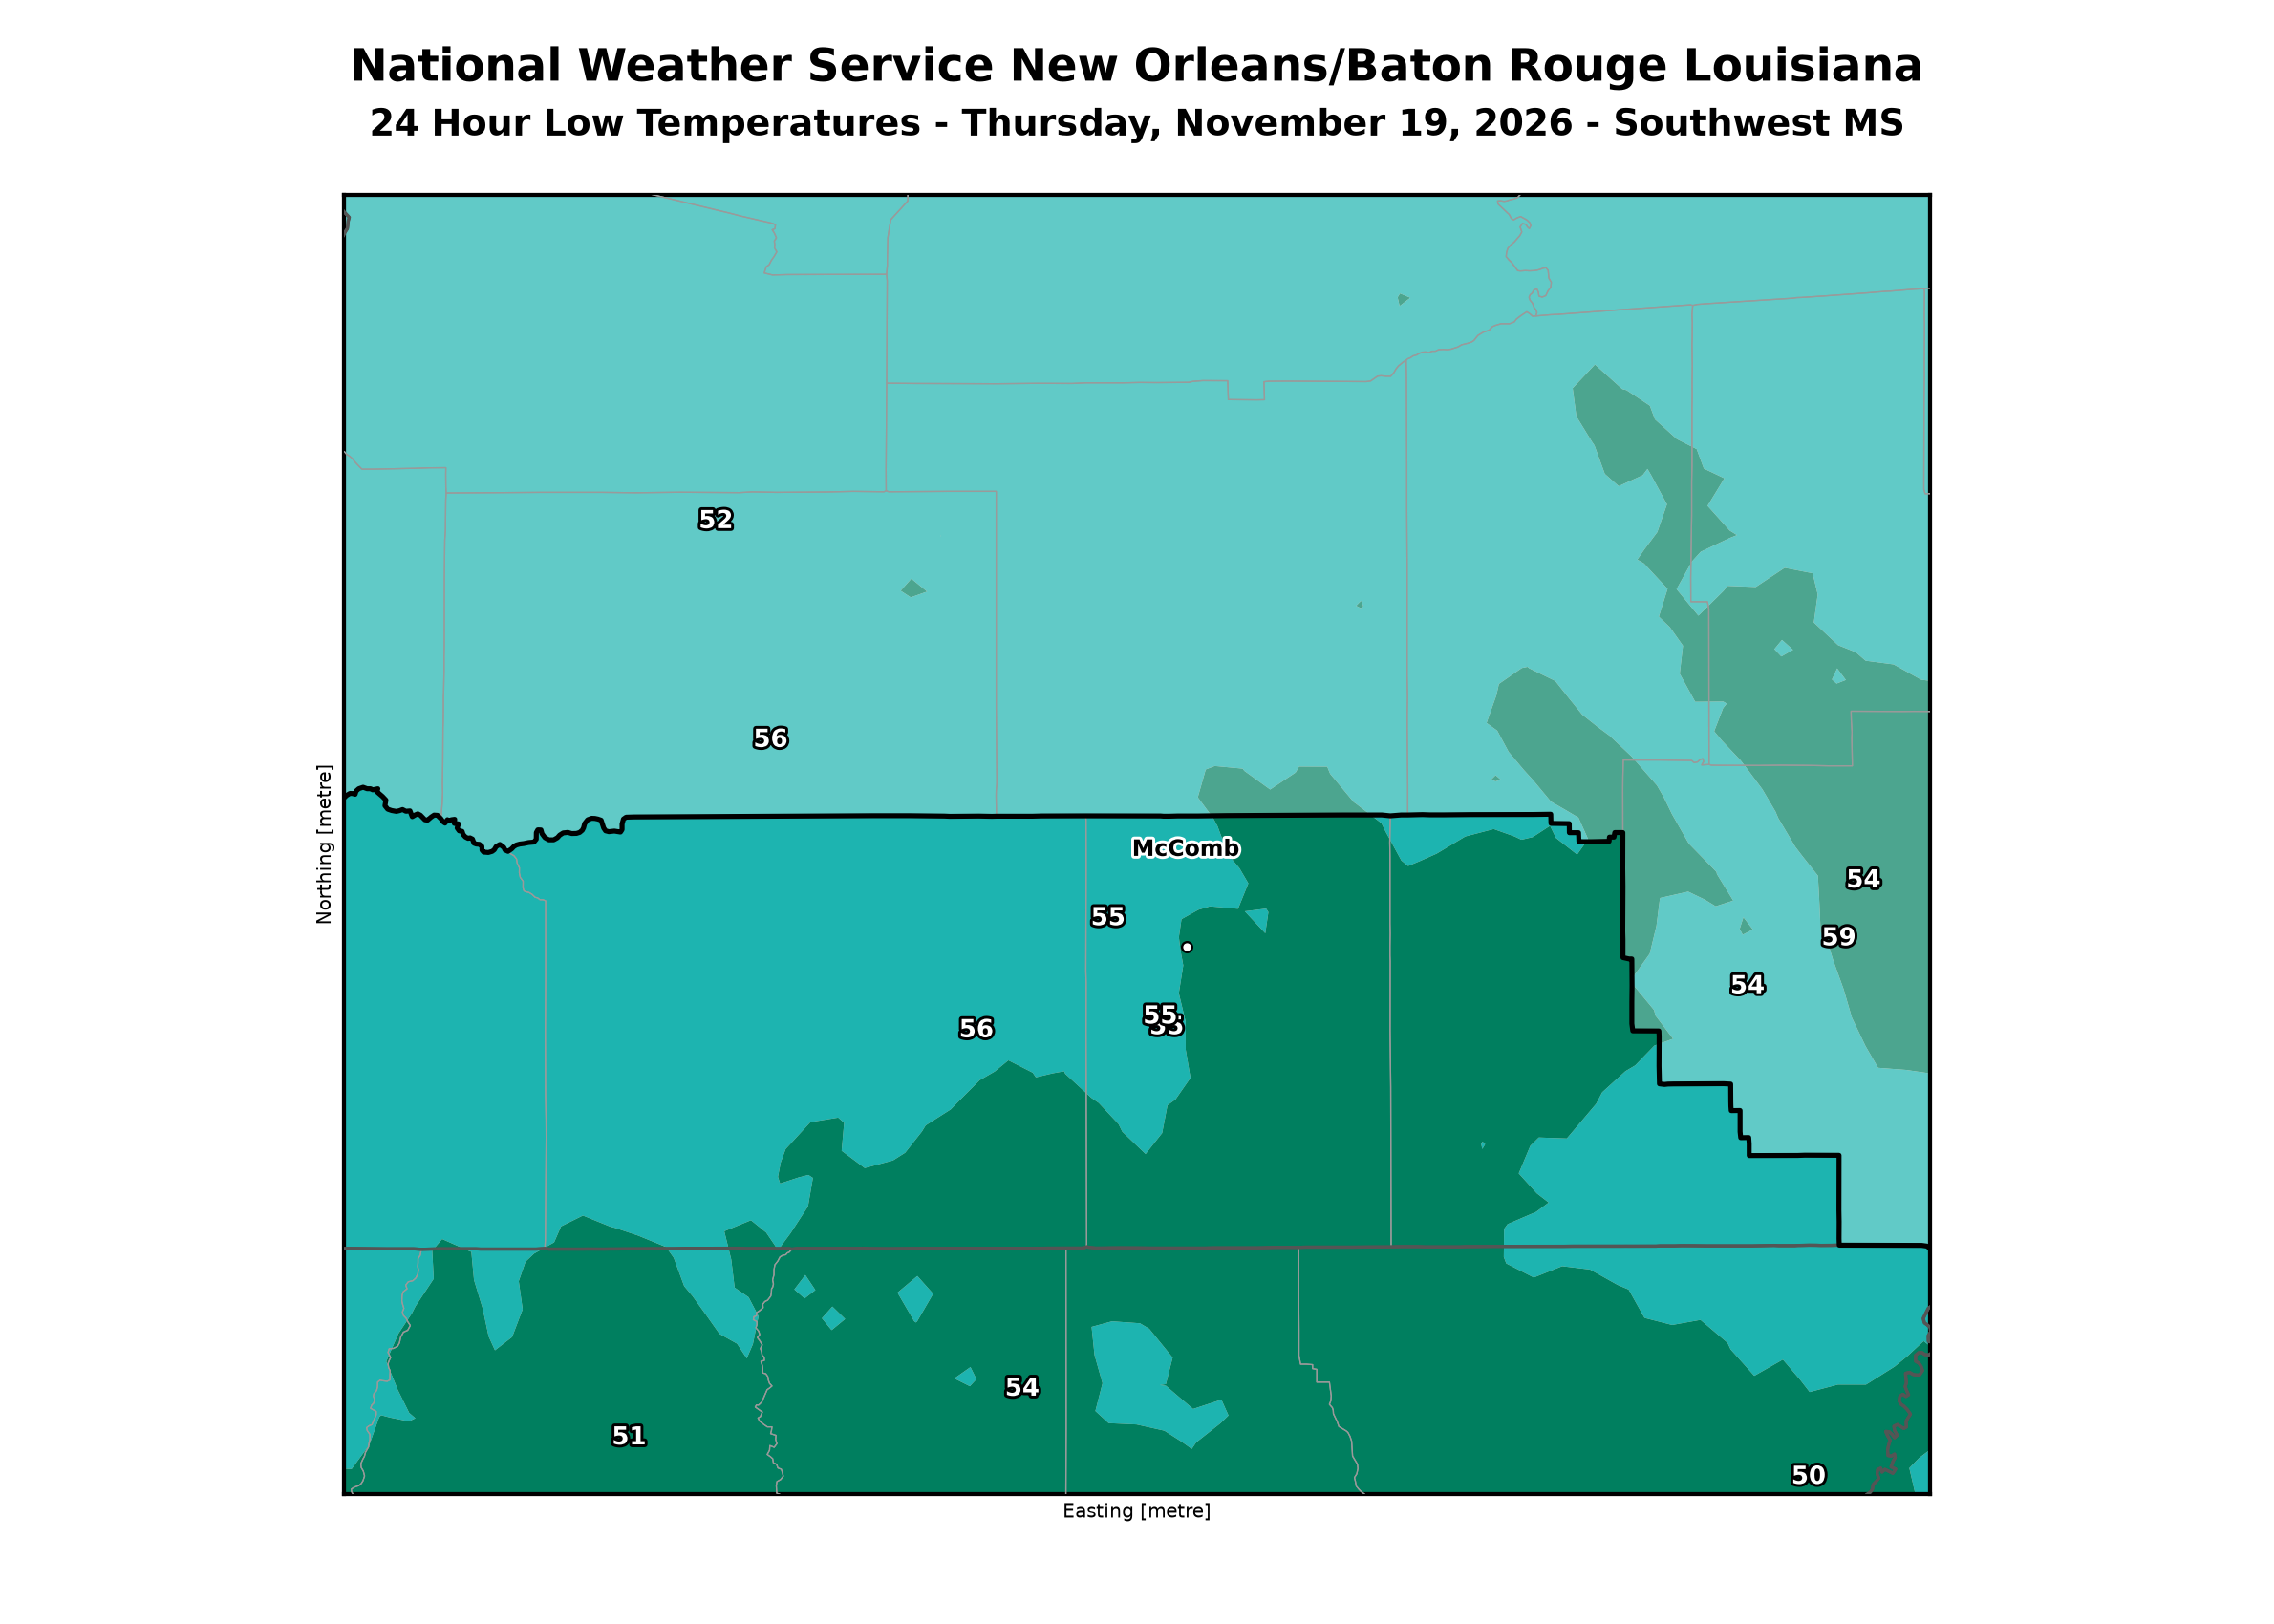 National Weather Service New Orleans/Baton Rouge Louisiana
24 Hour Low Temperatures - Thursday, November 19, 2026 - Southwest MS
52
56
McComb
54
55
59
54
55
56
54
51
50
Northing [metre]
Easting [metre]